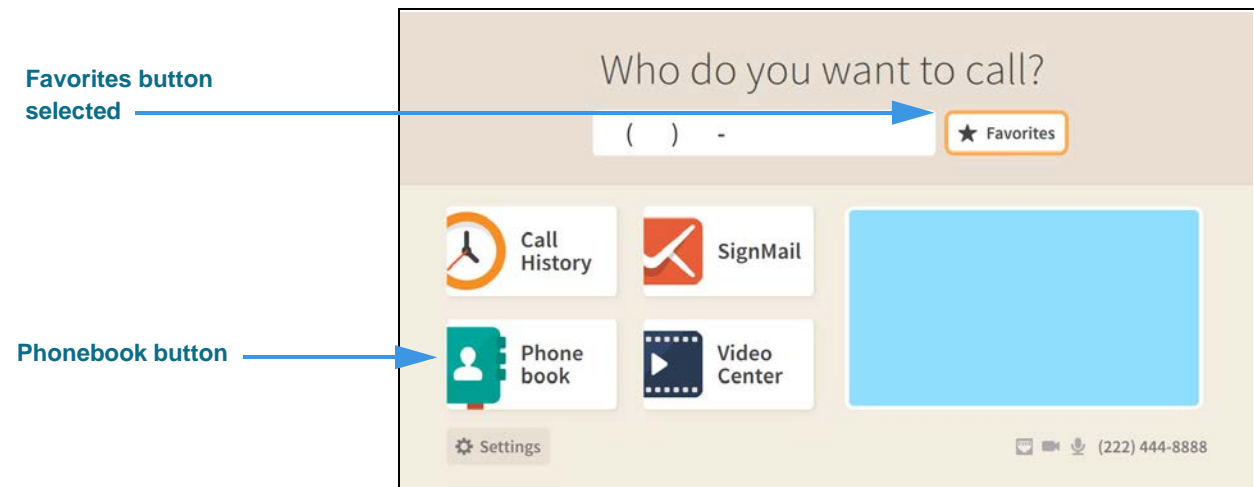 Who do you want to call?
Favorites button
selected
( ) -
Favorites
Call
History
SignMail
Phonebook button
Phone
book
Video
Center
Settings
(222) 444-8888